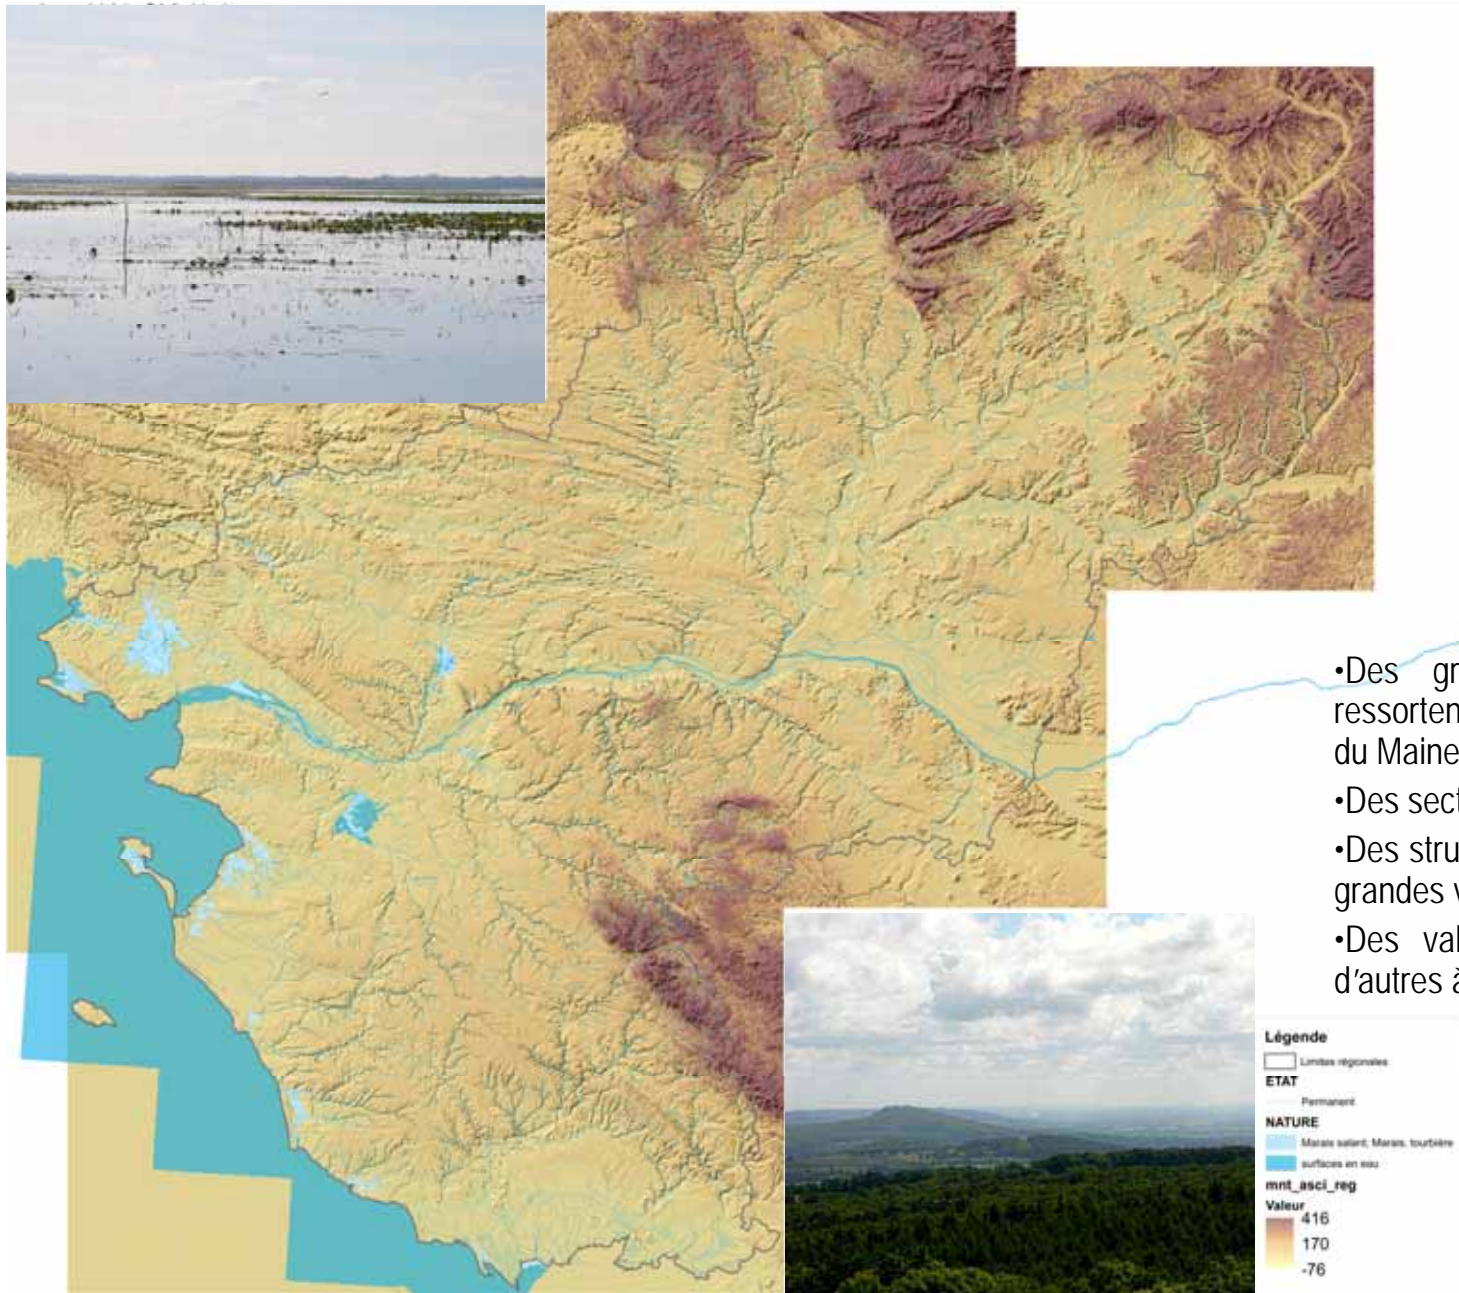 •Des gr
ressorten
du Maine
•Des sect
•Des stru
grandes v
•Des val
d'autres à
Légende
Limites régionales
ETAT
Permanent
NATURE
Marais salant, Marais, tourbière
surfaces en eau
mnt_asci_reg
Valeur
416
170
-76